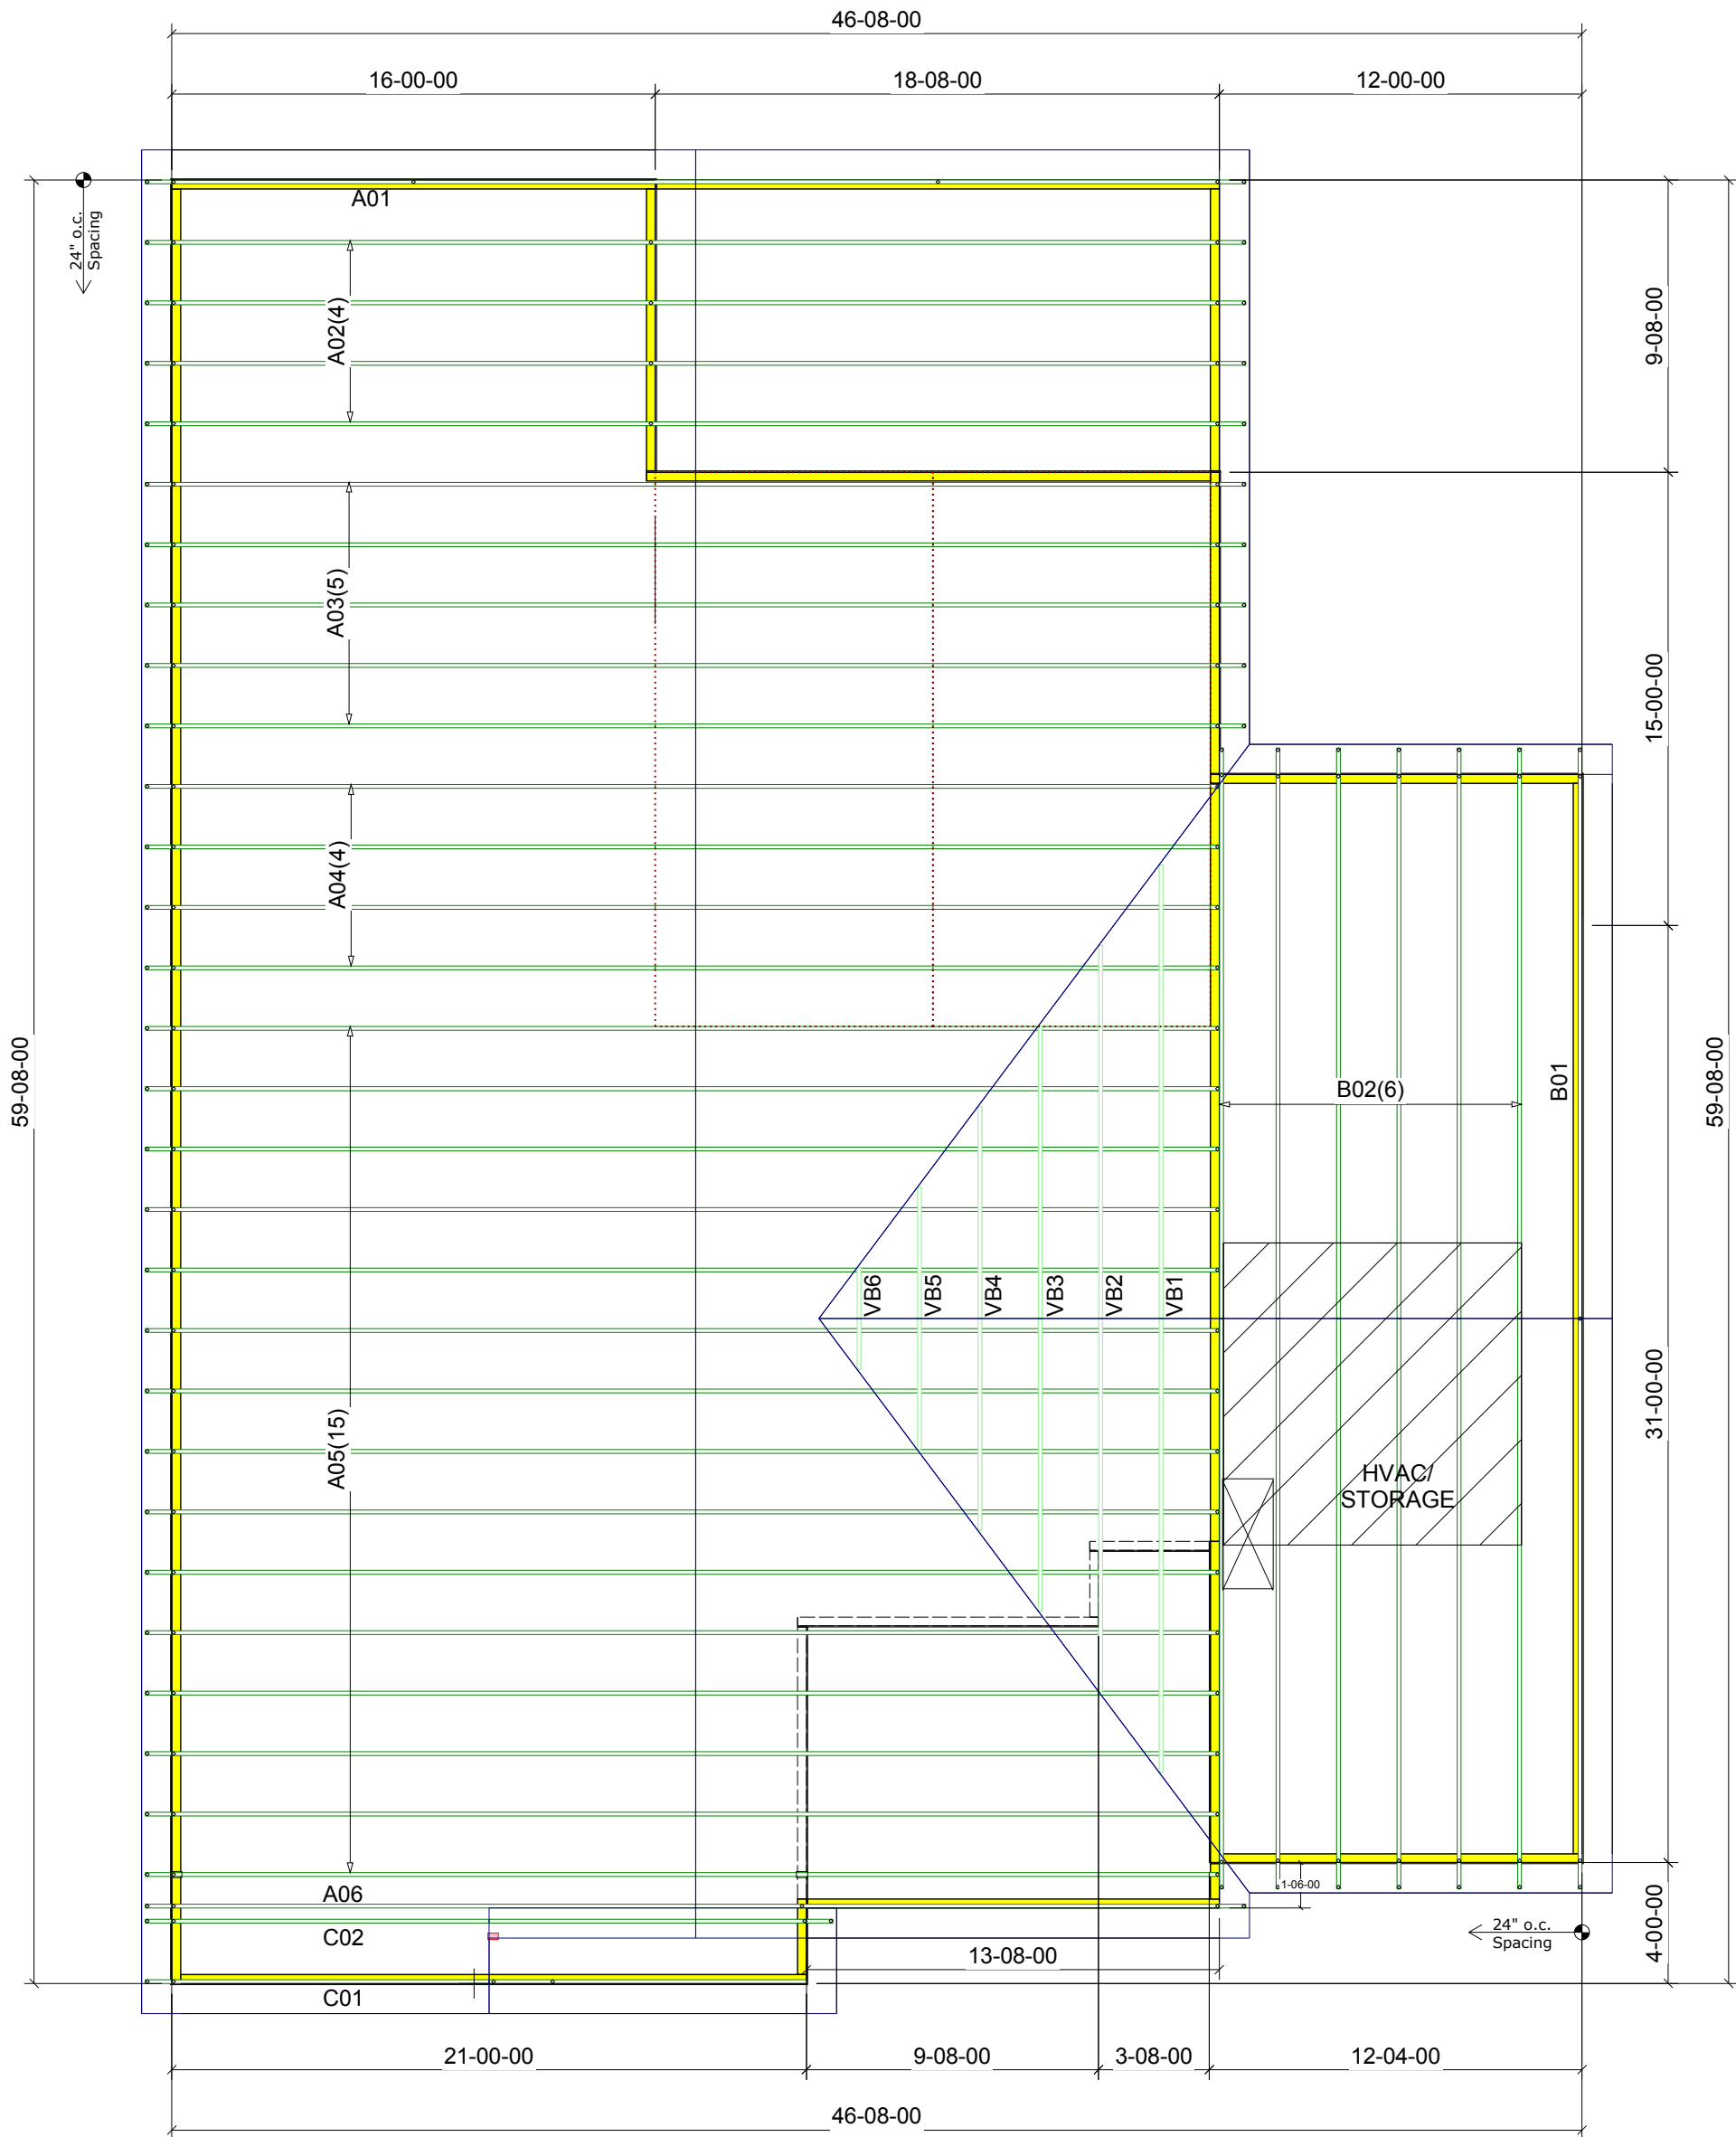 46-08-00
16-00-00
18-08-00
12-00-00
24" o.c.
Spacing
A01
A02(4)
9-08-00
A03(5)
15-00-00
A04(4)
59-08-00
59-08-00
B02(6)
B01
VB6
VB5
VB4
VB3
VB2
VB1
A05(15)
31-00-00
HVAC/
STORAGE
A06
1-06-00
C02
24" o.c.
Spacing
4-00-00
13-08-00
C01
21-00-00
9-08-00
3-08-00
12-04-00
46-08-00